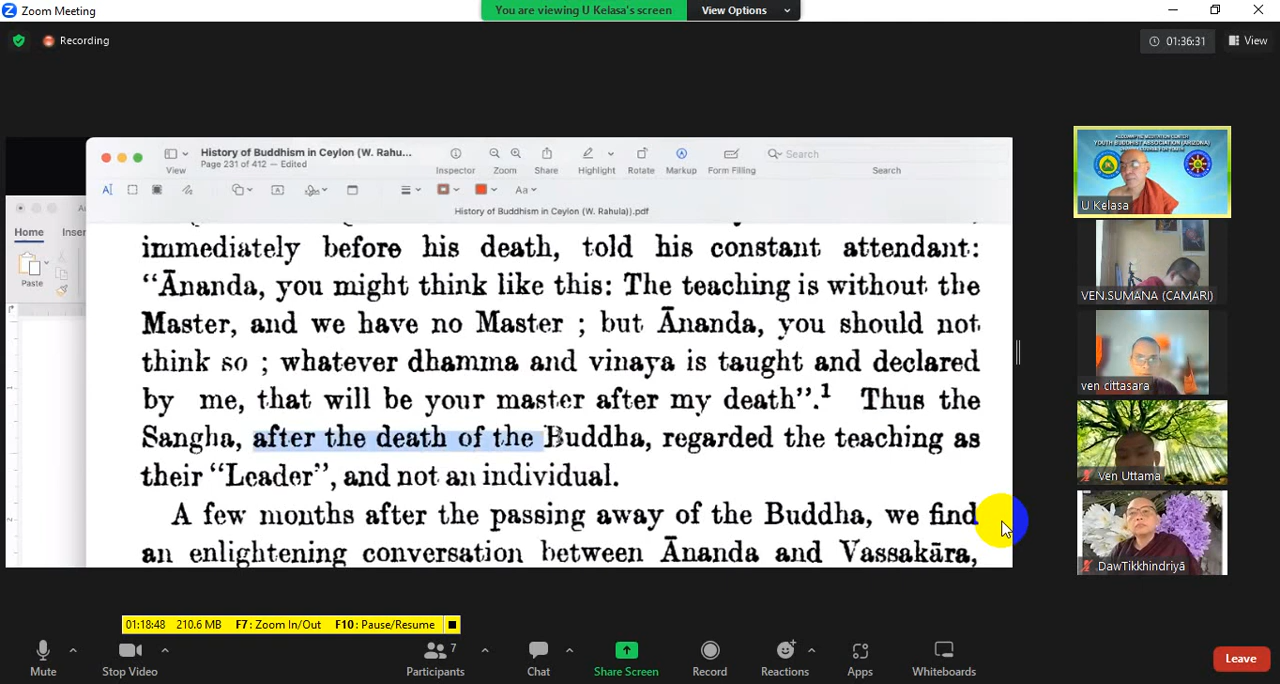 Zoom Meeting
You are viewing U Kelasa's screen
View Options
Recording
01:36:31
View
History of Buddhism in Ceylon (W. Rahu...
Page 231 of 412 — Edited
View
Inspector
Zoom
Share
Highlight
Rotate
Markup
Form Filling
Search
Search
Aa
History of Buddhism in Ceylon (W. Rahula)).pdf
Home
Inser
Paste
immediately before his death, told his constant attendant:
“Ānanda, you might think like this: The teaching is without the
Master, and we have no Master ; but Ānanda, you should not
think so ; whatever dhamma and vinaya is taught and declared
by me, that will be your master after my death”.1 Thus the
Sangha, after the death of the Buddha, regarded the teaching as
their “Leader”, and not an individual.
A few months after the passing away of the Buddha, we find
an enlightening conversation between Ānanda and Vassakāra,
YOUTH BUDDHIST ASSOCIATION (ARIZONA)
U Kelasa
VEN.SUMANA (CAMARI)
ven cittasara
Ven Uttama
DawTikkhindriyā
01:18:48 210.6 MB F7: Zoom In/Out F10: Pause/Resume
Mute
Stop Video
7
Participants
Chat
Share Screen
Record
Reactions
Apps
Whiteboards
Leave